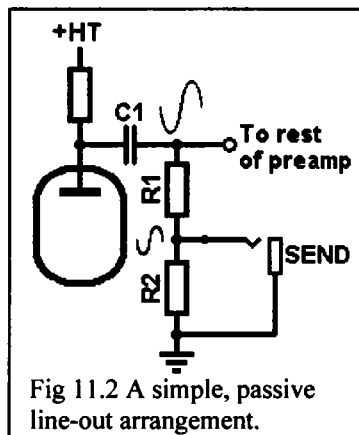 +HT
C1
To rest
of preamp
R1
SEND
R2
Fig 11.2 A simple, passive
line-out arrangement.